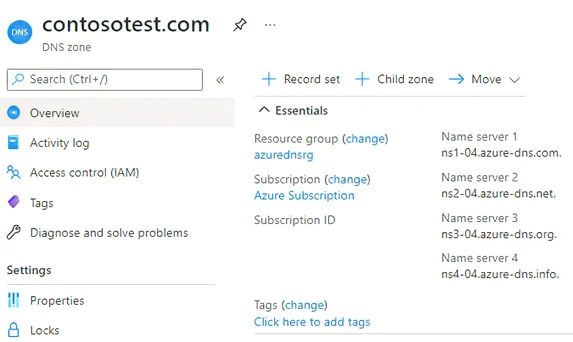 DNS
contosotest.com
...
DNS zone
Search (Ctrl+/)
«
Overview
Activity log
Access control (IAM)
Tags
Diagnose and solve problems
Settings
Properties
Locks
+ Record set + Child zone → Move
Essentials
Resource group (change)
azurednsrg
Subscription (change)
Azure Subscription
Subscription ID
Name server 1
ns1-04.azure-dns.com.
Name server 2
ns2-04.azure-dns.net.
Name server 3
ns3-04.azure-dns.org.
Name server 4
ns4-04.azure-dns.info.
Tags (change)
Click here to add tags